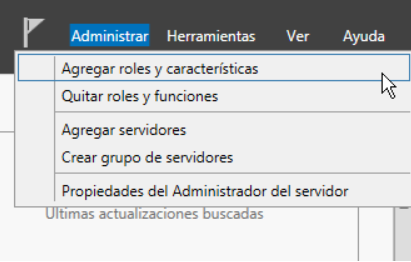 Administrar Herramientas Ver Ayuda
Agregar roles y características
Quitar roles y funciones
Agregar servidores
Crear grupo de servidores
Propiedades del Administrador del servidor
Últimas actualizaciones buscadas